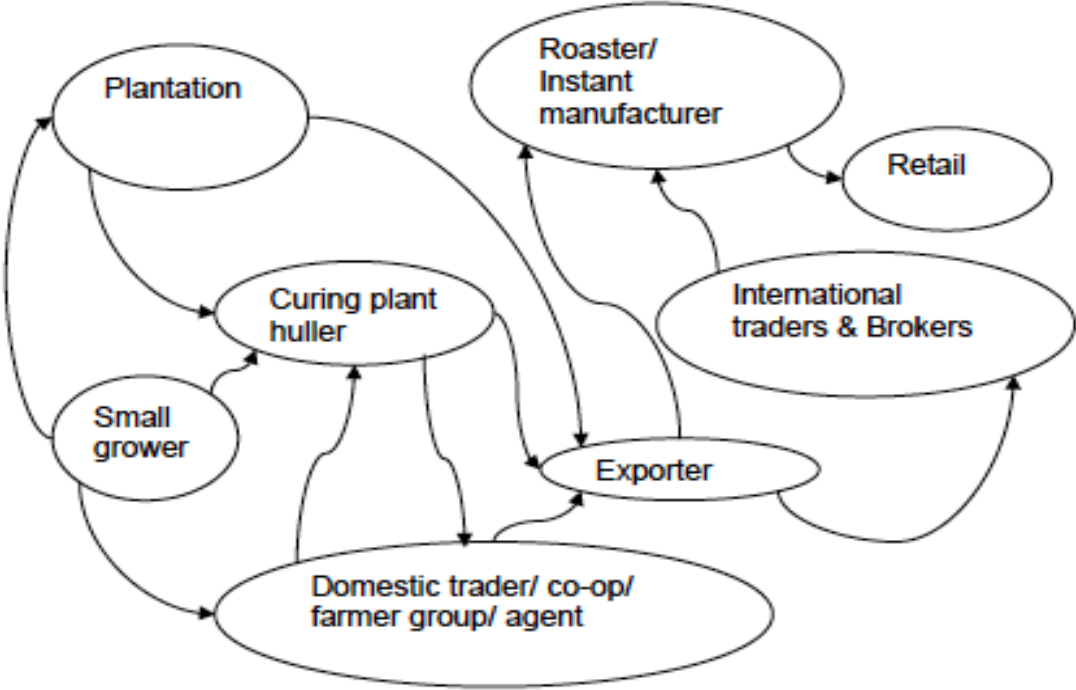 Plantation
Roaster/
Instant
manufacturer
Retail
Curing plant
huller
International
traders & Brokers
Small
grower
Exporter
Domestic trader/ co-op/
farmer group/ agent